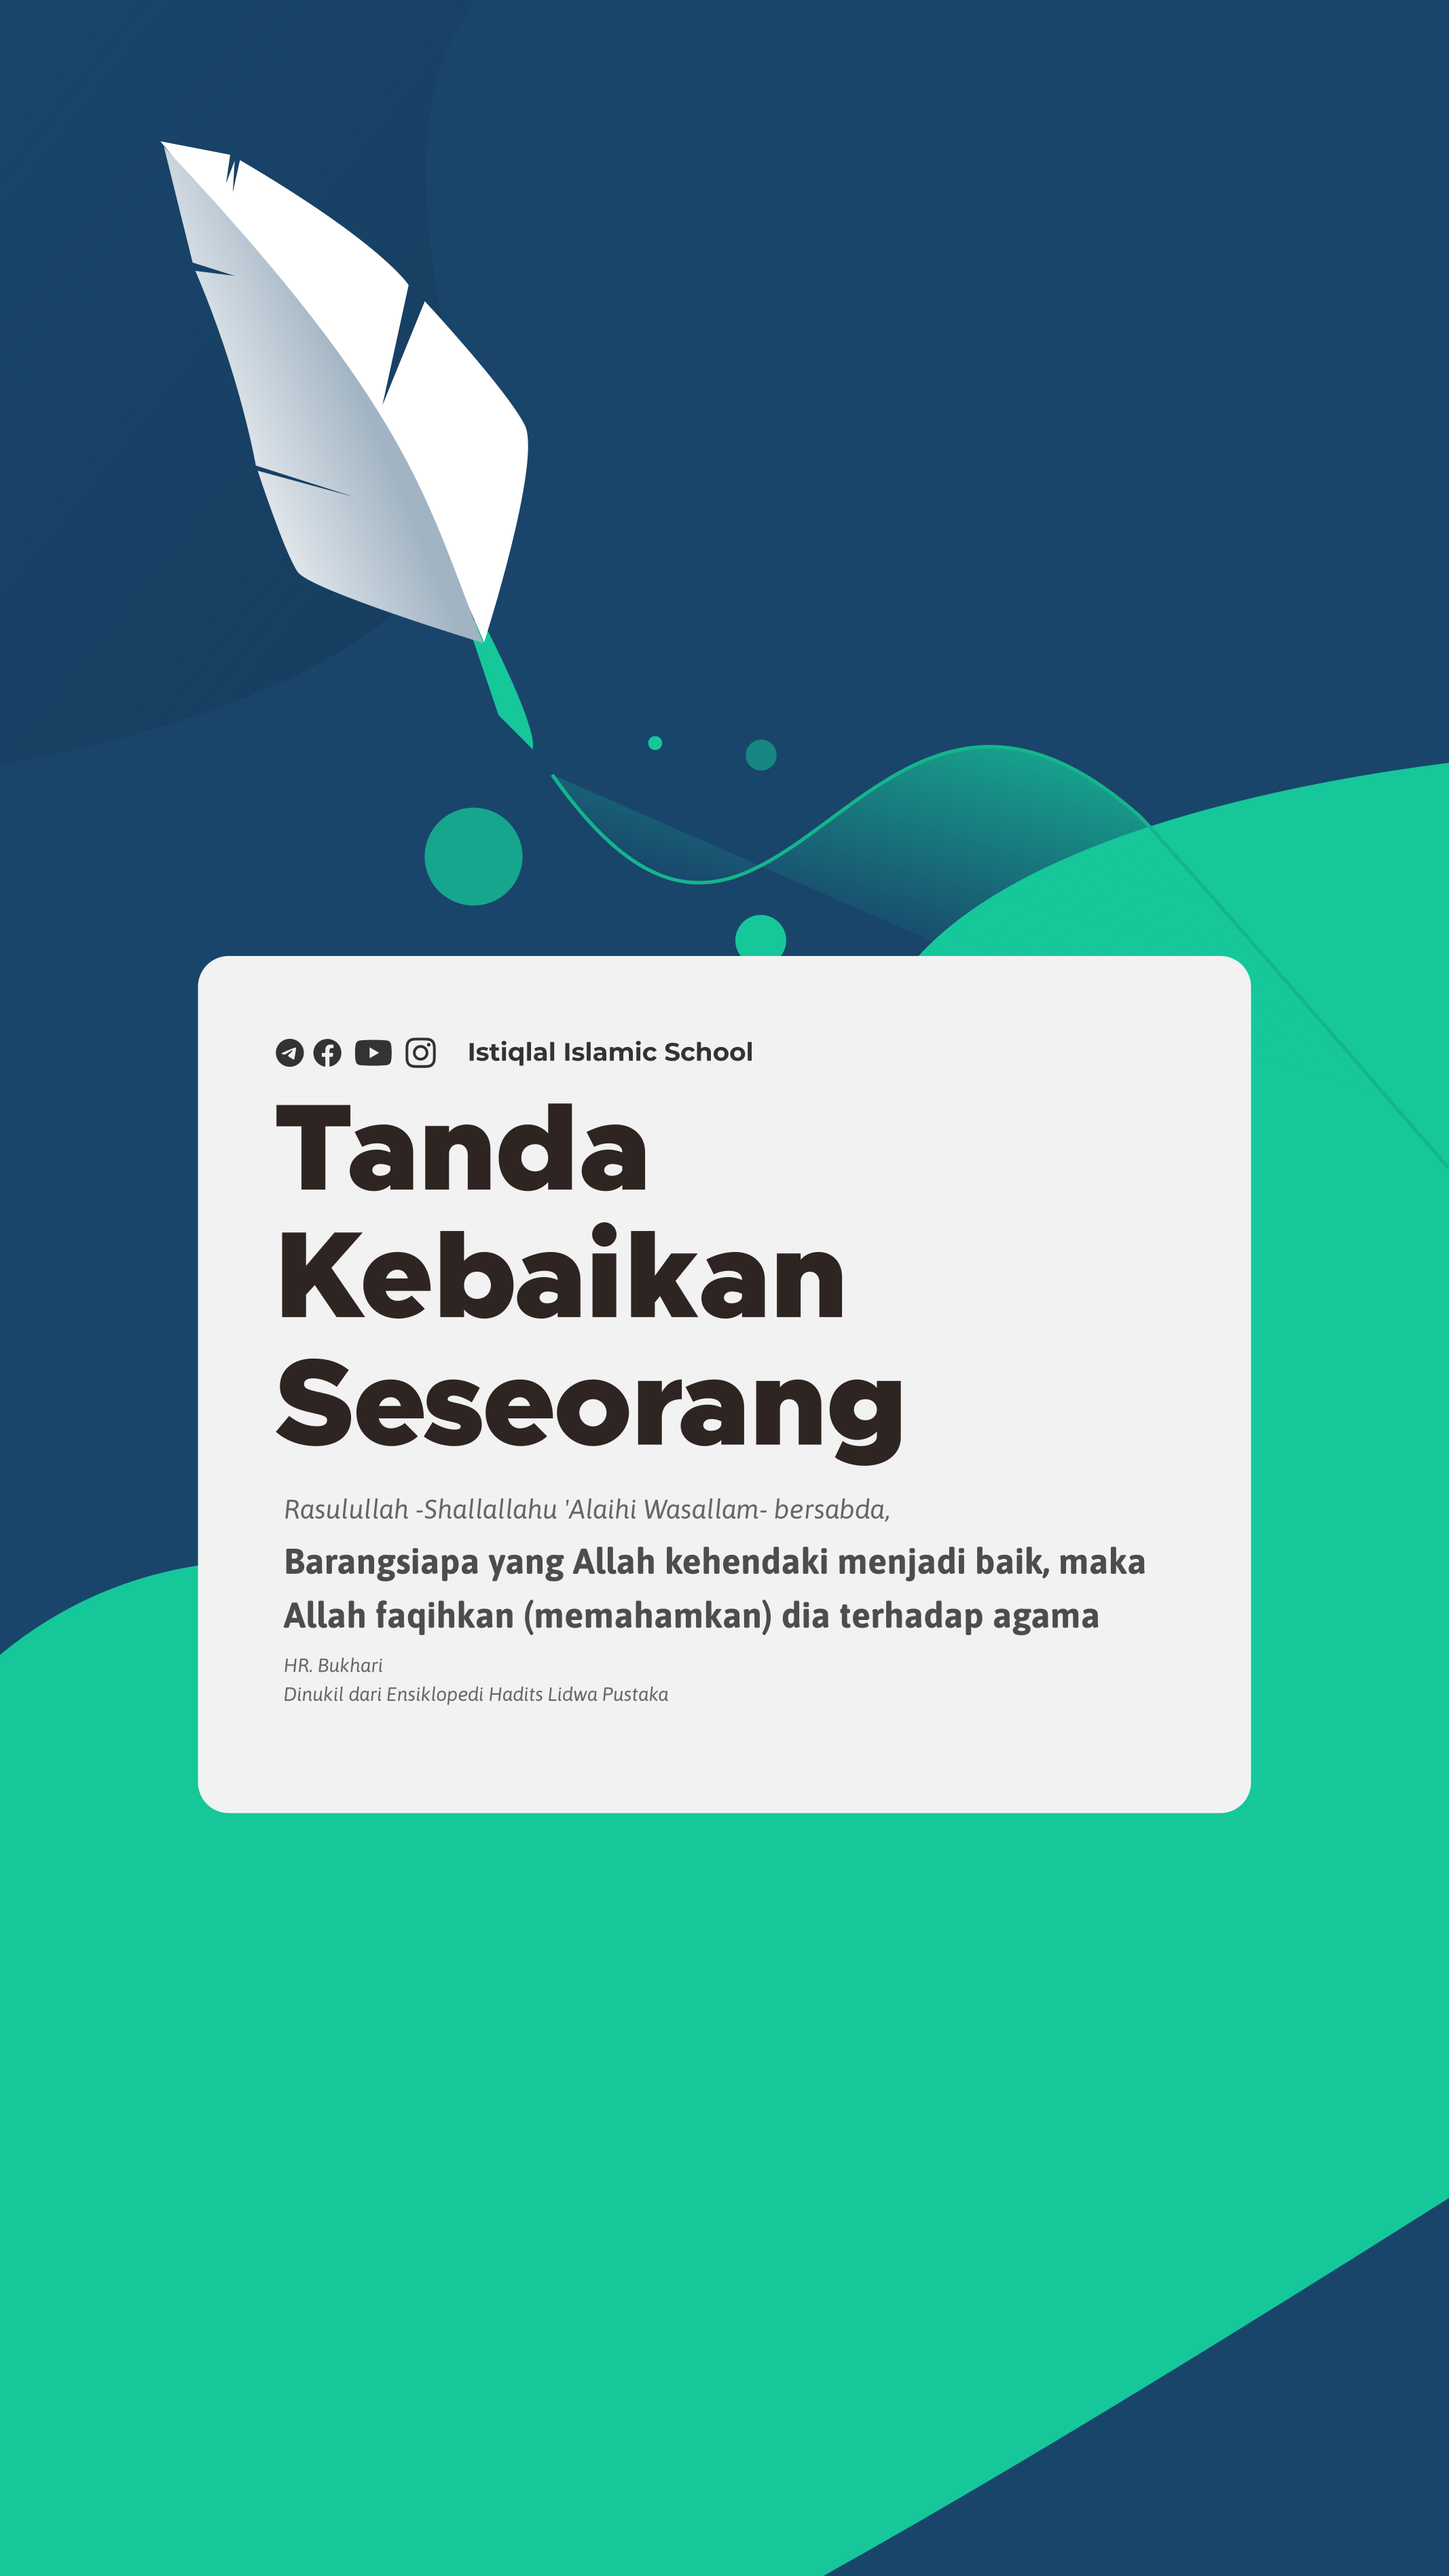 Istiqlal Islamic School
Tanda
Kebaikan
Seseorang
Rasulullah -Shallallahu 'Alaihi Wasallam- bersabda,
Barangsiapa yang Allah kehendaki menjadi baik, maka
Allah faqihkan (memahamkan) dia terhadap agama
HR. Bukhari
Dinukil dari Ensiklopedi Hadits Lidwa Pustaka